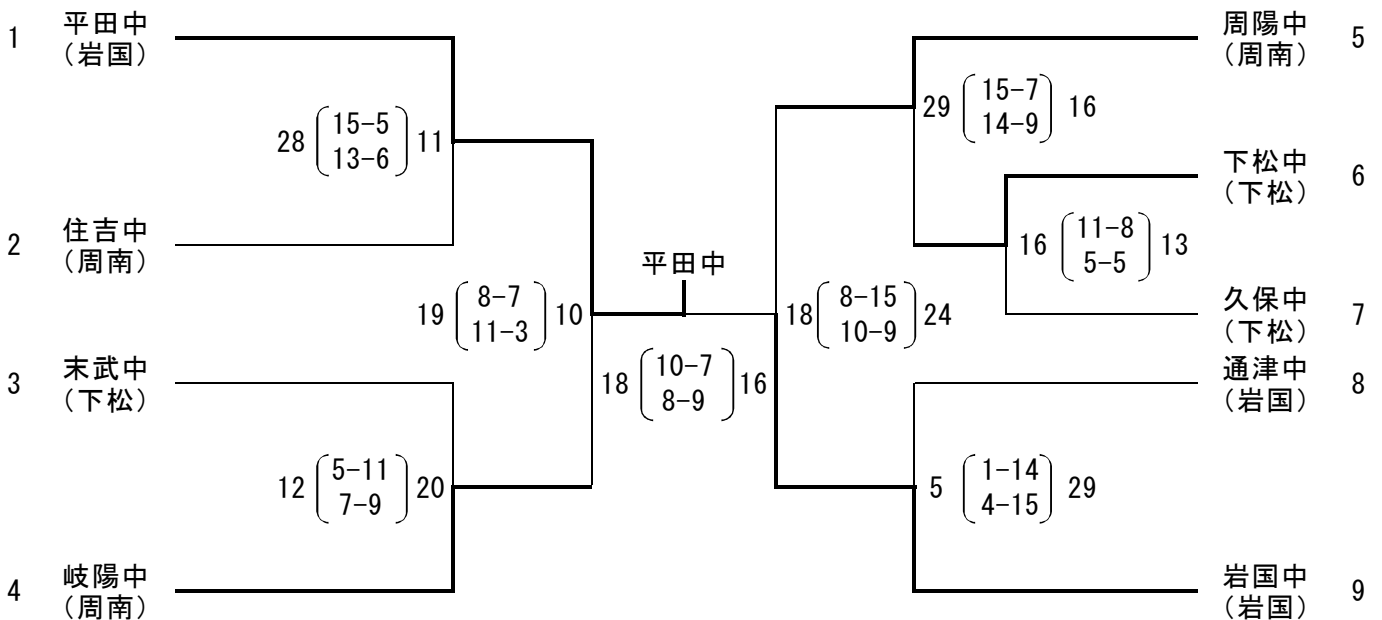 1 平田中
(岩国)
28 15-5 11
13-6
2 住吉中
(周南)
19 8-7 10
11-3
3 末武中
(下松)
12 5-11 20
7-9
4 岐陽中
(周南)
平田中
18 10-7 16
8-9
周陽中 5
(周南)
29 15-7 16
14-9
下松中 6
(下松)
16 11-8 13
5-5
久保中 7
(下松)
18 8-15 24
10-9
通津中 8
(岩国)
5 1-14 29
4-15
岩国中 9
(岩国)